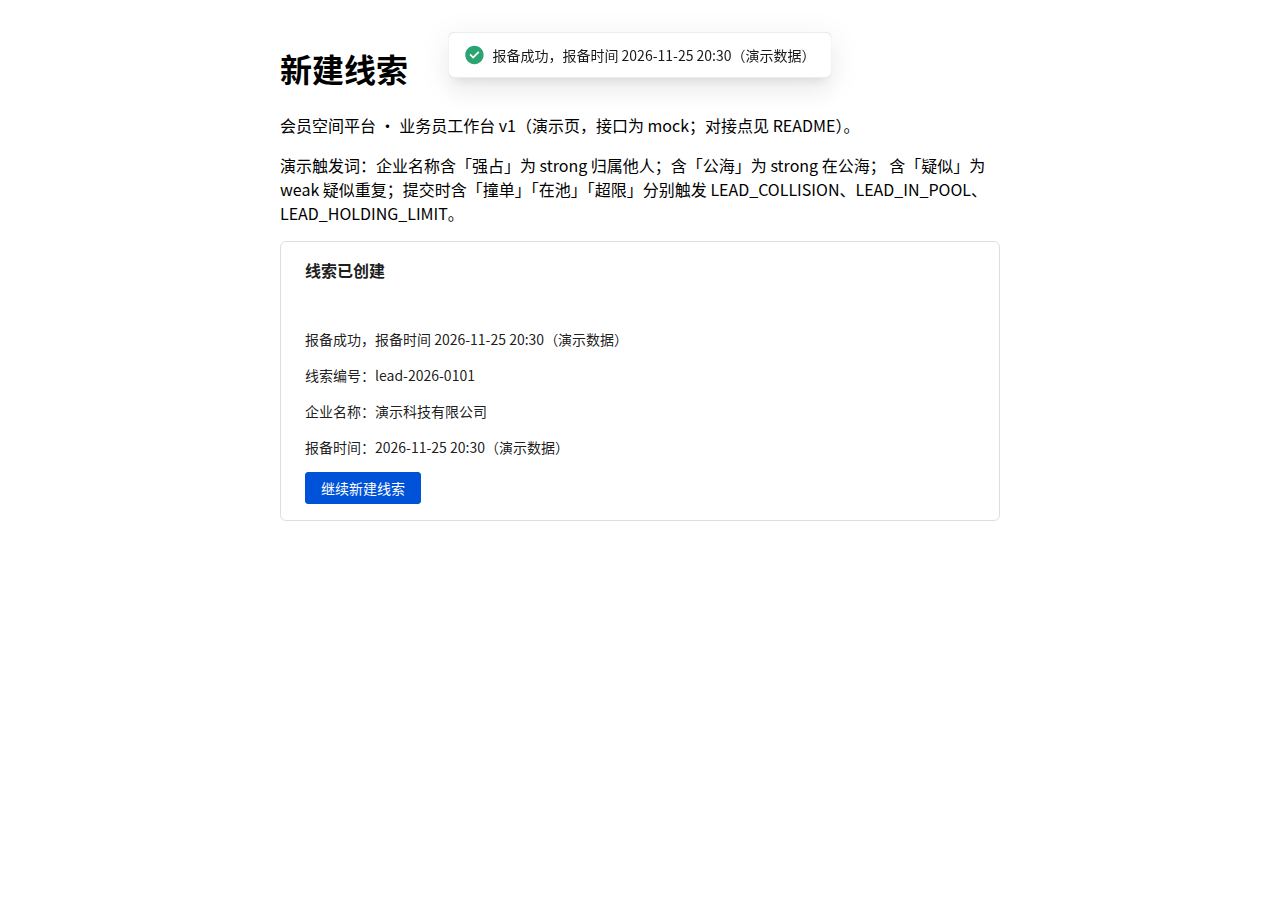 报备成功，报备时间 2026-11-25 20:30（演示数据）
新建线索
会员空间平台 · 业务员工作台 v1（演示页，接口为 mock；对接点见 README）。
演示触发词：企业名称含「强占」为 strong 归属他人；含「公海」为 strong 在公海； 含「疑似」为
weak 疑似重复；提交时含「撞单」「在池」「超限」分别触发 LEAD_COLLISION、LEAD_IN_POOL、
LEAD_HOLDING_LIMIT。
线索已创建
报备成功，报备时间 2026-11-25 20:30（演示数据）
线索编号：lead-2026-0101
企业名称：演示科技有限公司
报备时间：2026-11-25 20:30（演示数据）
继续新建线索